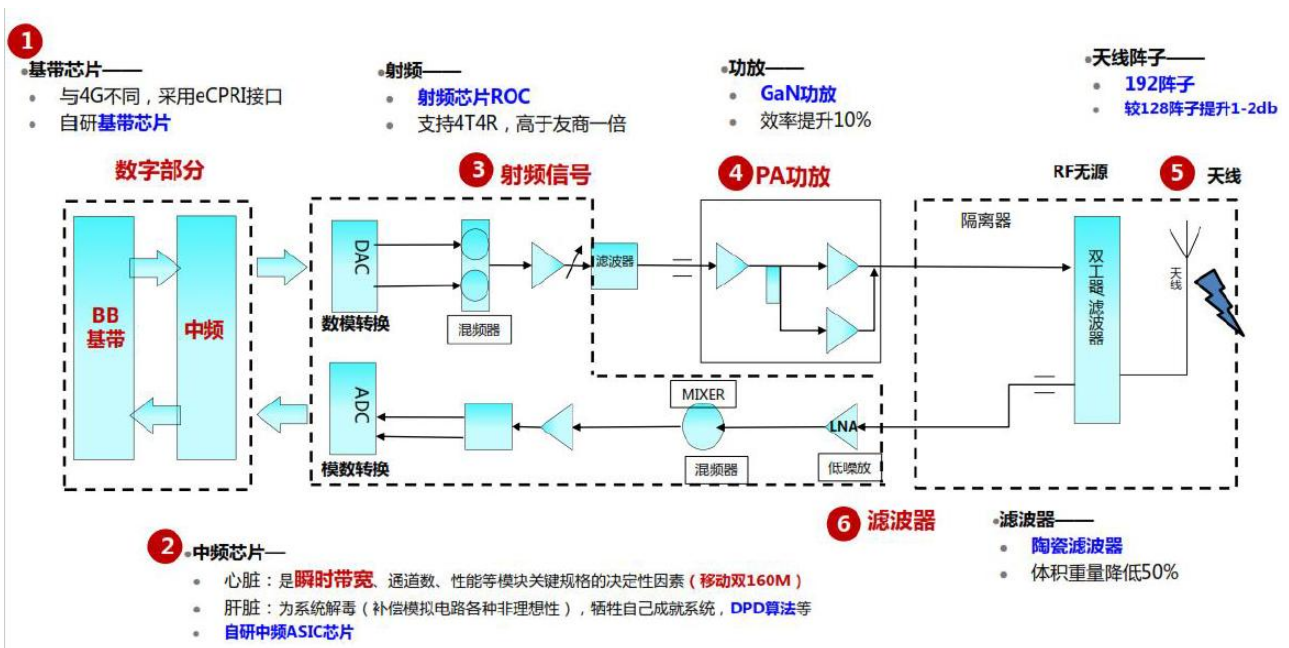 1
•基带芯片——
• 与4G不同，采用eCPRI接口
• 自研基带芯片
•射频——
• 射频芯片ROC
• 支持4T4R，高于友商一倍
•功放——
• GaN功放
• 效率提升10%
•天线阵子——
• 192阵子
• 较128阵子提升1-2db
数字部分
3 射频信号
4 PA功放
RF无源
5 天线
BB
基带
中频
DAC
数模转换
混频器
滤波器
隔离器
双工器/滤波器
天线
ADC
模数转换
MIXER
混频器
LNA
低噪放
6 滤波器
•滤波器——
• 陶瓷滤波器
• 体积重量降低50%
2
•中频芯片—
• 心脏：是瞬时带宽、通道数、性能等模块关键规格的决定性因素（移动双160M）
• 肝脏：为系统解毒（补偿模拟电路各种非理想性），牺牲自己成就系统，DPD算法等
• 自研中频ASIC芯片